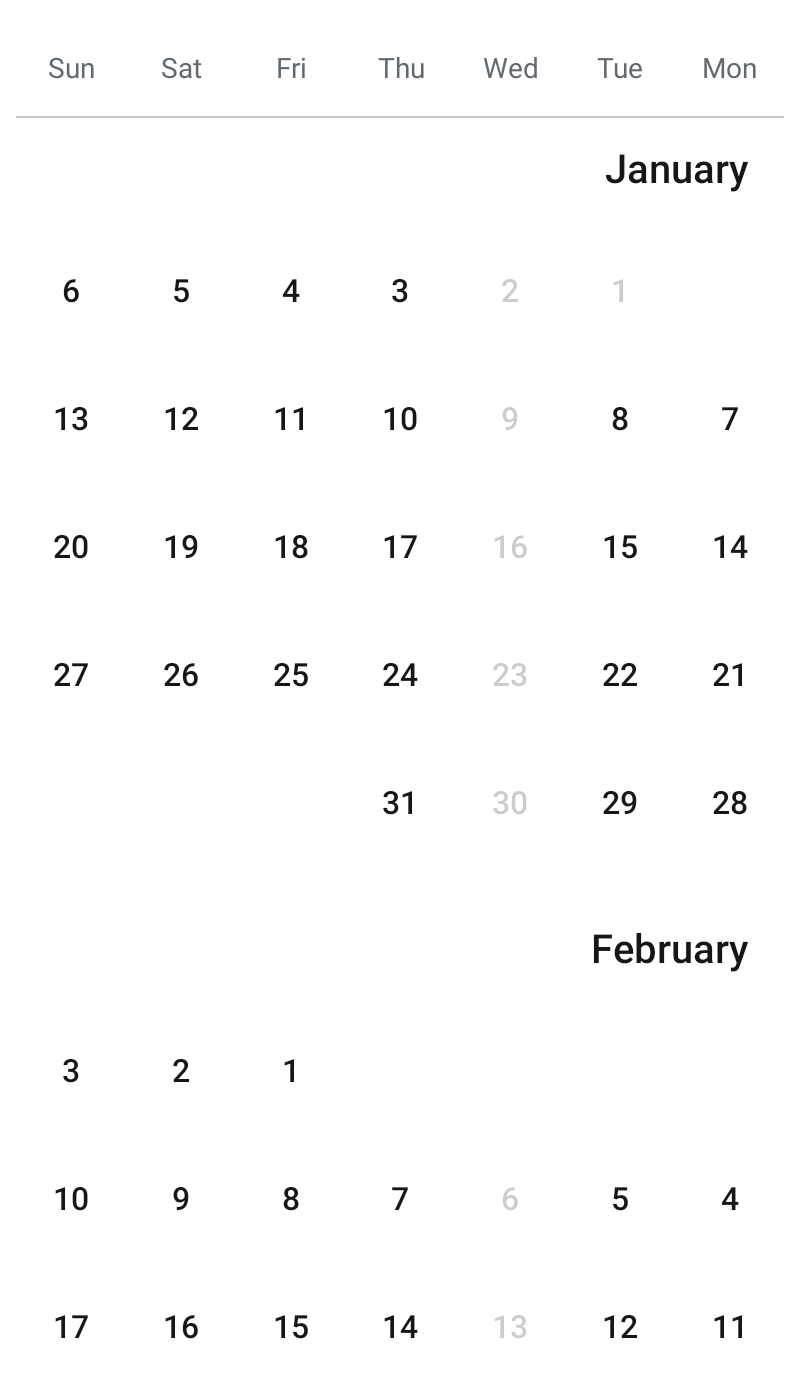 Sun Sat Fri Thu Wed Tue Mon
January
6 5 4 3 2 1
13 12 11 10 9 8 7
20 19 18 17 16 15 14
27 26 25 24 23 22 21
31 30 29 28
February
3 2 1
10 9 8 7 6 5 4
17 16 15 14 13 12 11